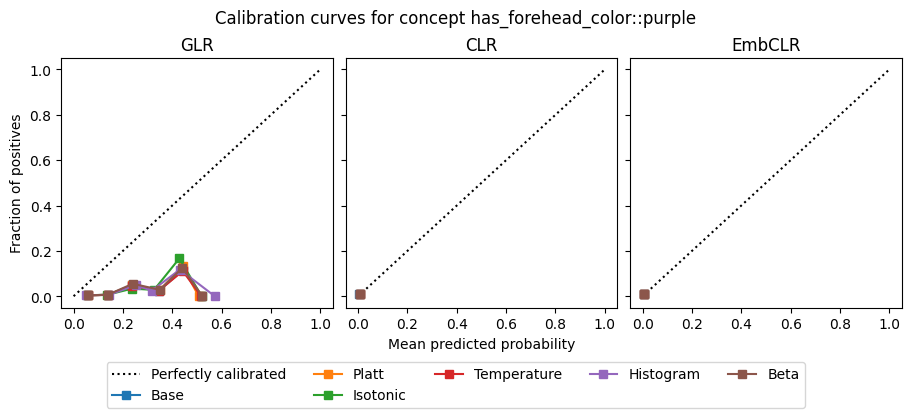 Calibration curves for concept has_forehead_color::purple
GLR
CLR
EmbCLR
Fraction of positives
1.0
0.8
0.6
0.4
0.2
0.0
0.0 0.2 0.4 0.6 0.8 1.0
0.0 0.2 0.4 0.6 0.8 1.0
0.0 0.2 0.4 0.6 0.8 1.0
Mean predicted probability
Perfectly calibrated
Base
Platt
Isotonic
Temperature
Histogram
Beta